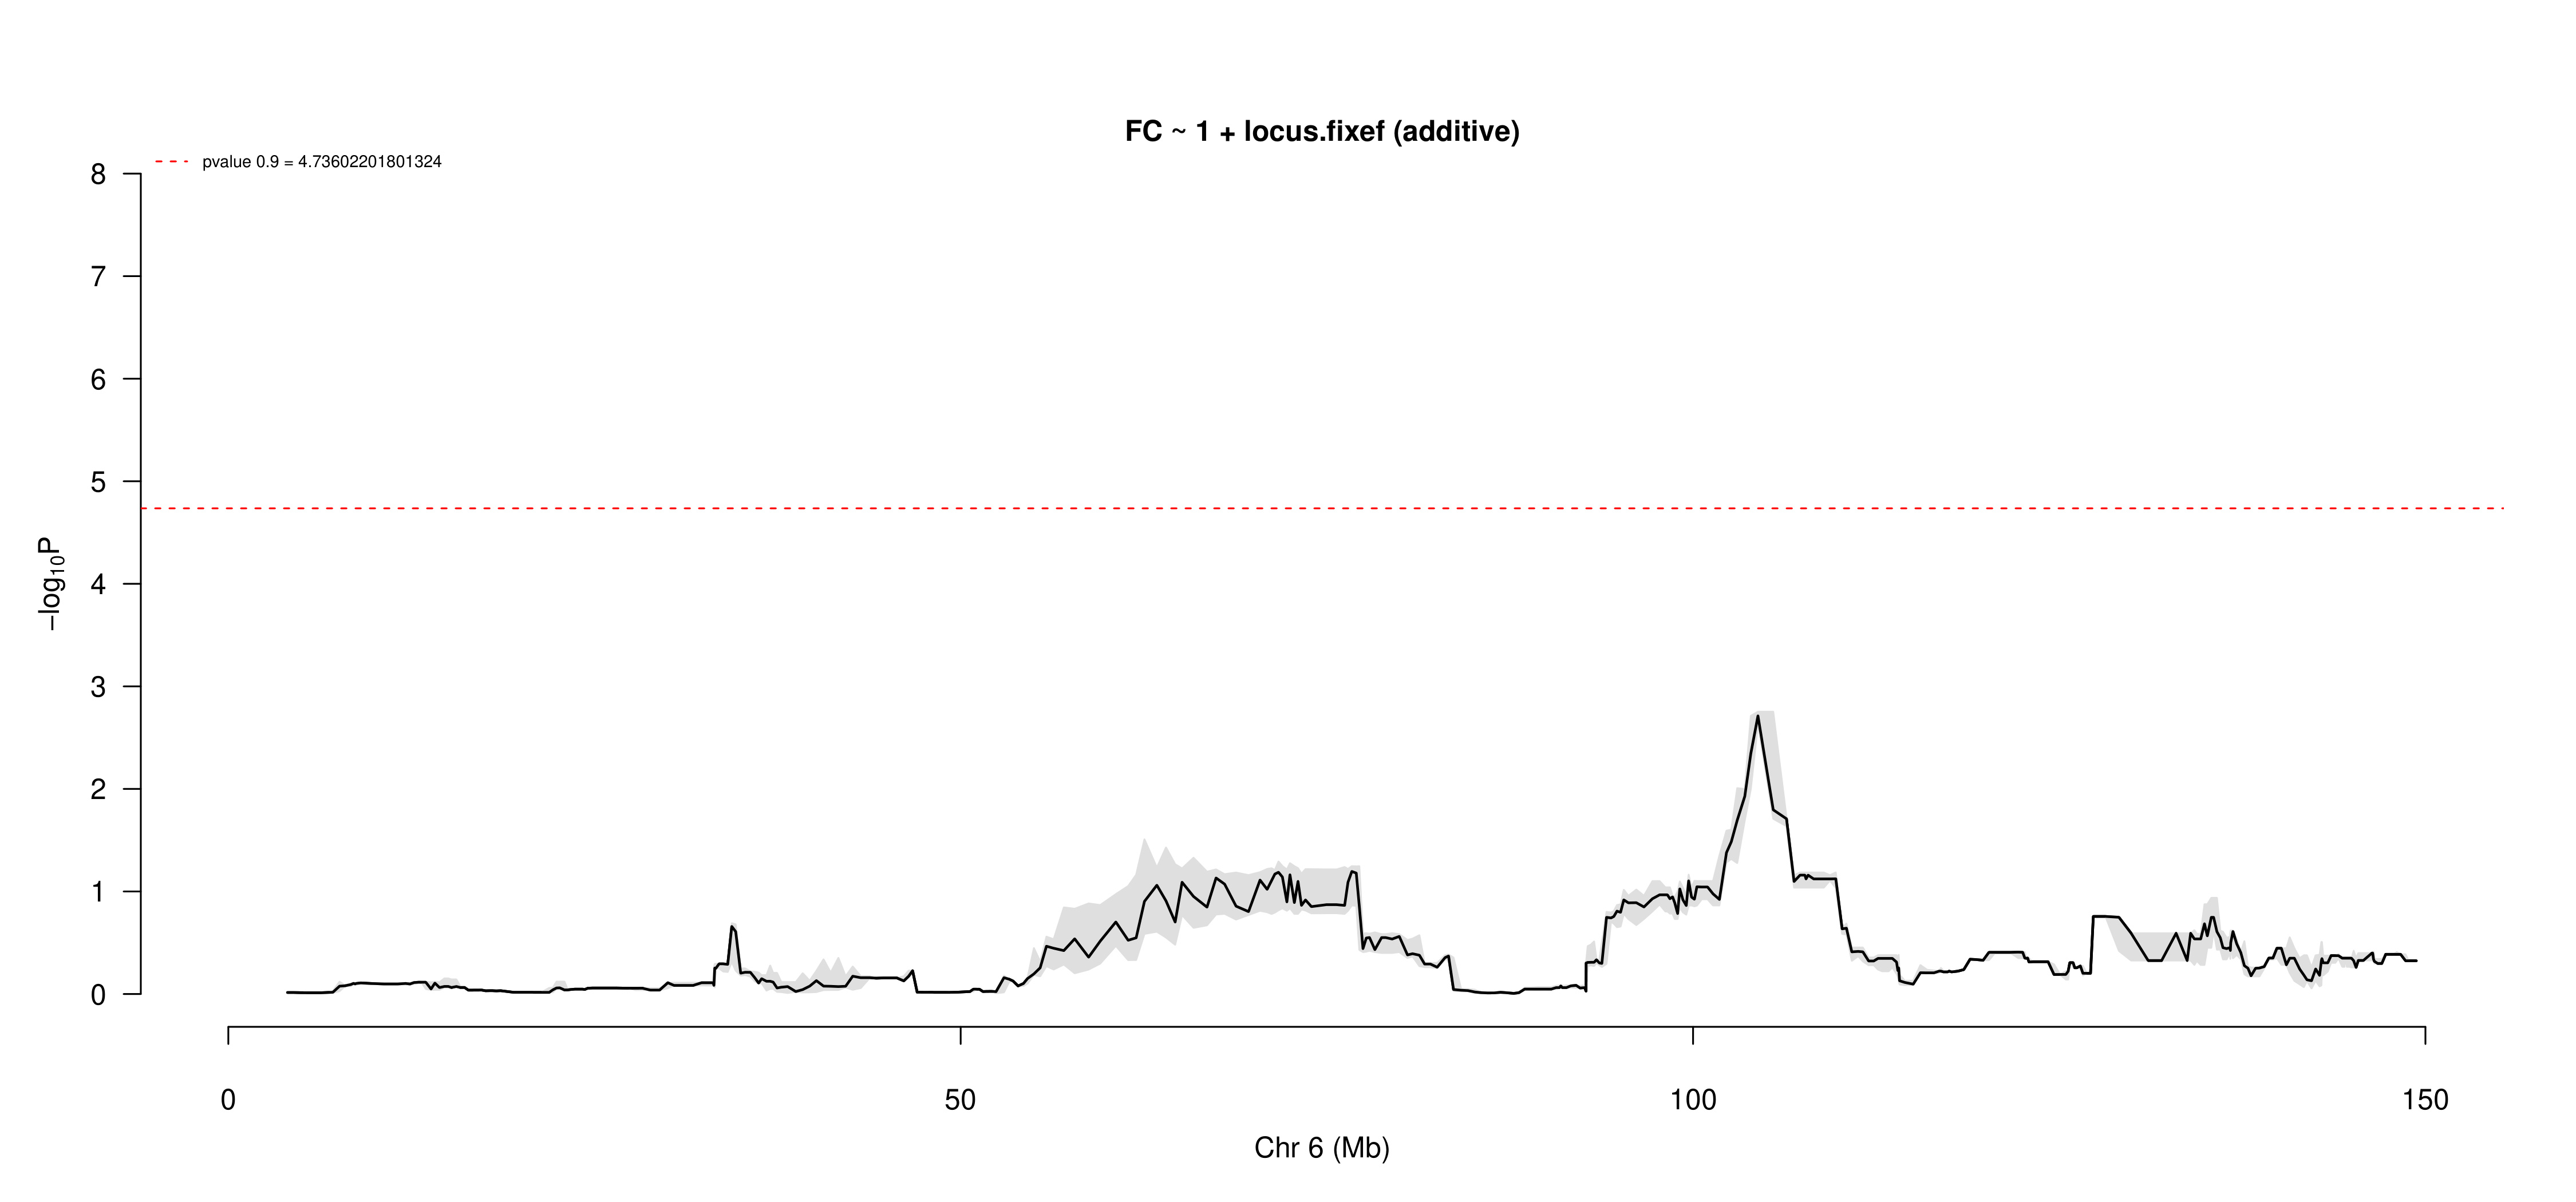 FC ~ 1 + locus.fixef (additive)
pvalue 0.9 = 4.73602201801324
8
7
6
5
4
3
2
1
0
−log10P
0 50 100 150
Chr 6 (Mb)